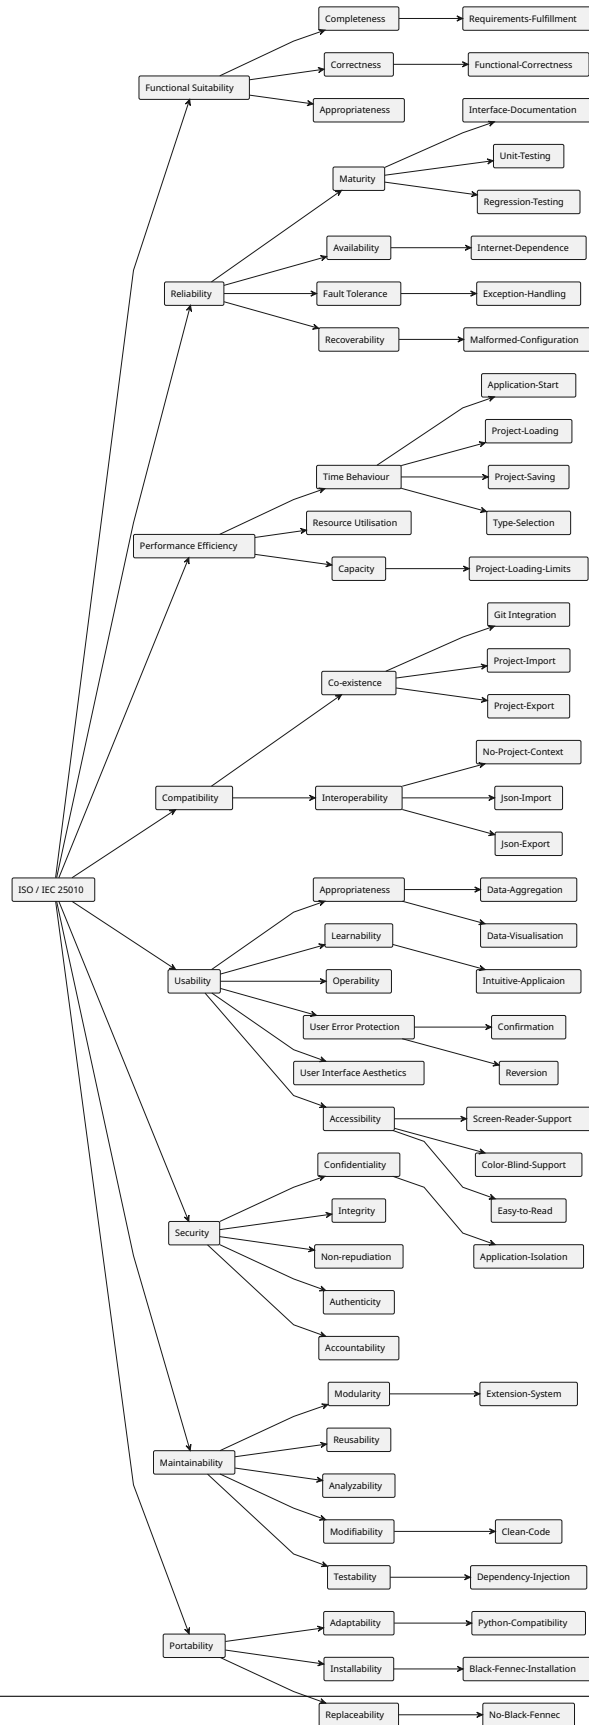 Completeness
Requirements-Fulfillment
Correctness
Functional-Correctness
Functional Suitability
Appropriateness
Interface-Documentation
Unit-Testing
Maturity
Regression-Testing
Availability
Internet-Dependence
Reliability
Fault Tolerance
Exception-Handling
Recoverability
Malformed-Configuration
Application-Start
Project-Loading
Time Behaviour
Project-Saving
Resource Utilisation
Type-Selection
Performance Efficiency
Capacity
Project-Loading-Limits
Git Integration
Project-Import
Co-existence
Project-Export
No-Project-Context
Compatibility
Interoperability
Json-Import
Json-Export
ISO / IEC 25010
Appropriateness
Data-Aggregation
Learnability
Data-Visualisation
Usability
Operability
Intuitive-Applicaion
User Error Protection
Confirmation
User Interface Aesthetics
Reversion
Accessibility
Screen-Reader-Support
Confidentiality
Color-Blind-Support
Integrity
Easy-to-Read
Security
Non-repudiation
Application-Isolation
Authenticity
Accountability
Modularity
Extension-System
Reusability
Maintainability
Analyzability
Modifiability
Clean-Code
Testability
Dependency-Injection
Adaptability
Python-Compatibility
Portability
Installability
Black-Fennec-Installation
Replaceability
No-Black-Fennec